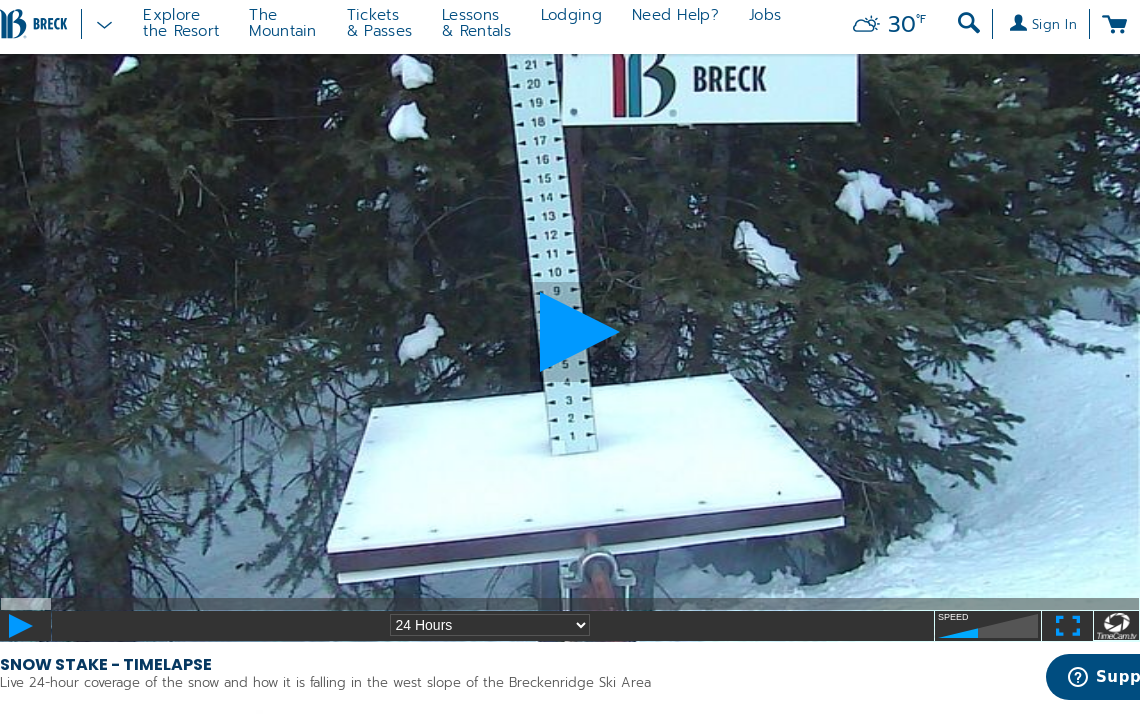 BRECK
Explore
the Resort
The
Mountain
Tickets
& Passes
Lessons
& Rentals
Lodging
Need Help?
Jobs
30°F
Sign In
BRECK
21
20
19
18
17
16
15
14
13
12
11
10
9
5
4
3
2
1
24 Hours
SPEED
TimeCam.tv
SNOW STAKE - TIMELAPSE
Live 24-hour coverage of the snow and how it is falling in the west slope of the Breckenridge Ski Area
Supp